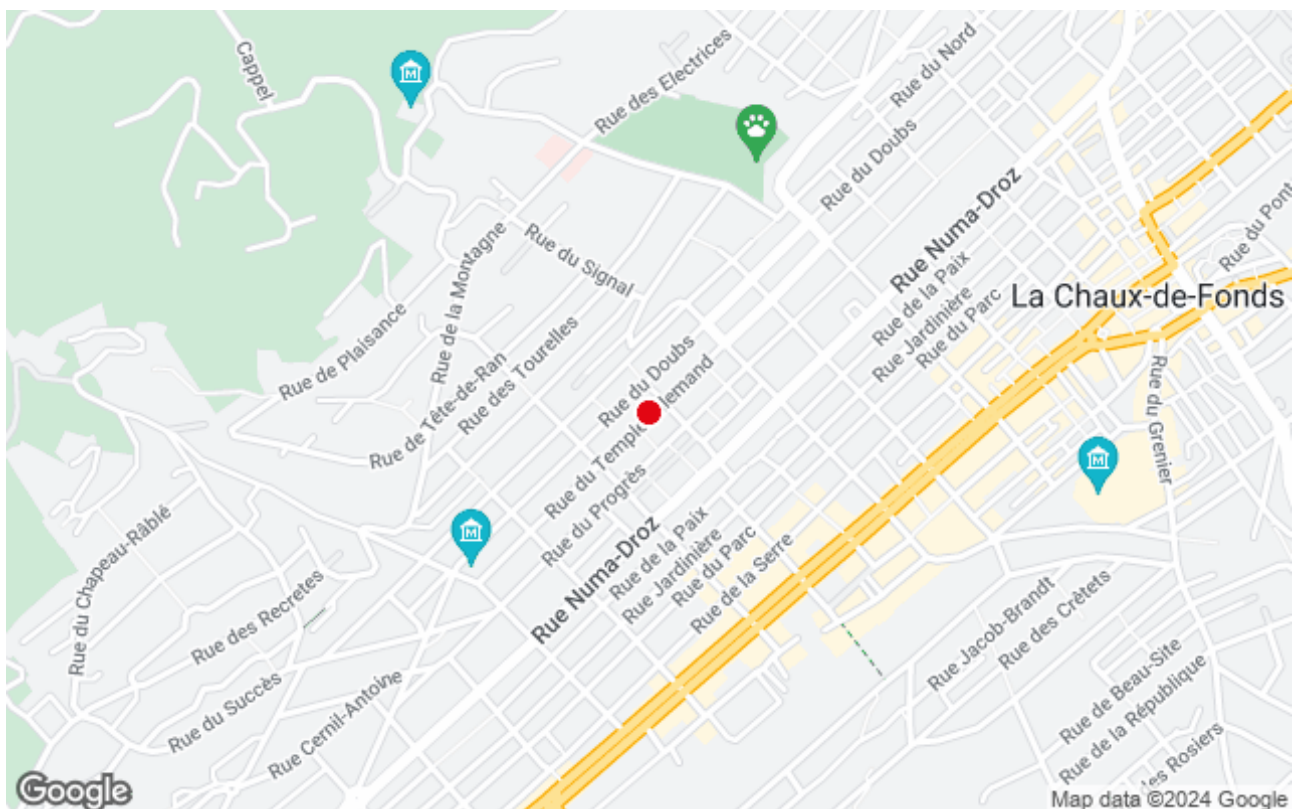 Cappel
Rue des Electrices
Rue du Nord
Rue du Doubs
Rue Numa-Droz
Rue du Pont
Rue de la Paix
Rue Jardinière
Rue du Parc
La Chaux-de-Fonds
Rue du Signal
Rue de la Montagne
Rue de Plaisance
Rue des Tourelles
Rue de Tête-de-Ran
Rue du Doubs
Rue du Temple lemand
Rue du Grenier
Rue du Progrès
Rue de la Paix
Rue Jardinière
Rue du Parc
Rue de la Serre
Rue Numa-Droz
Rue du Chapeau-Râblé
Rue des Recretes
Rue du Succès
Rue Cernil-Antoine
Rue Jacob-Brandt
Rue des Crêtets
Rue de Beau-Site
Rue de la République
es Rosiers
M
M
M
Google
Map data ©2024 Google